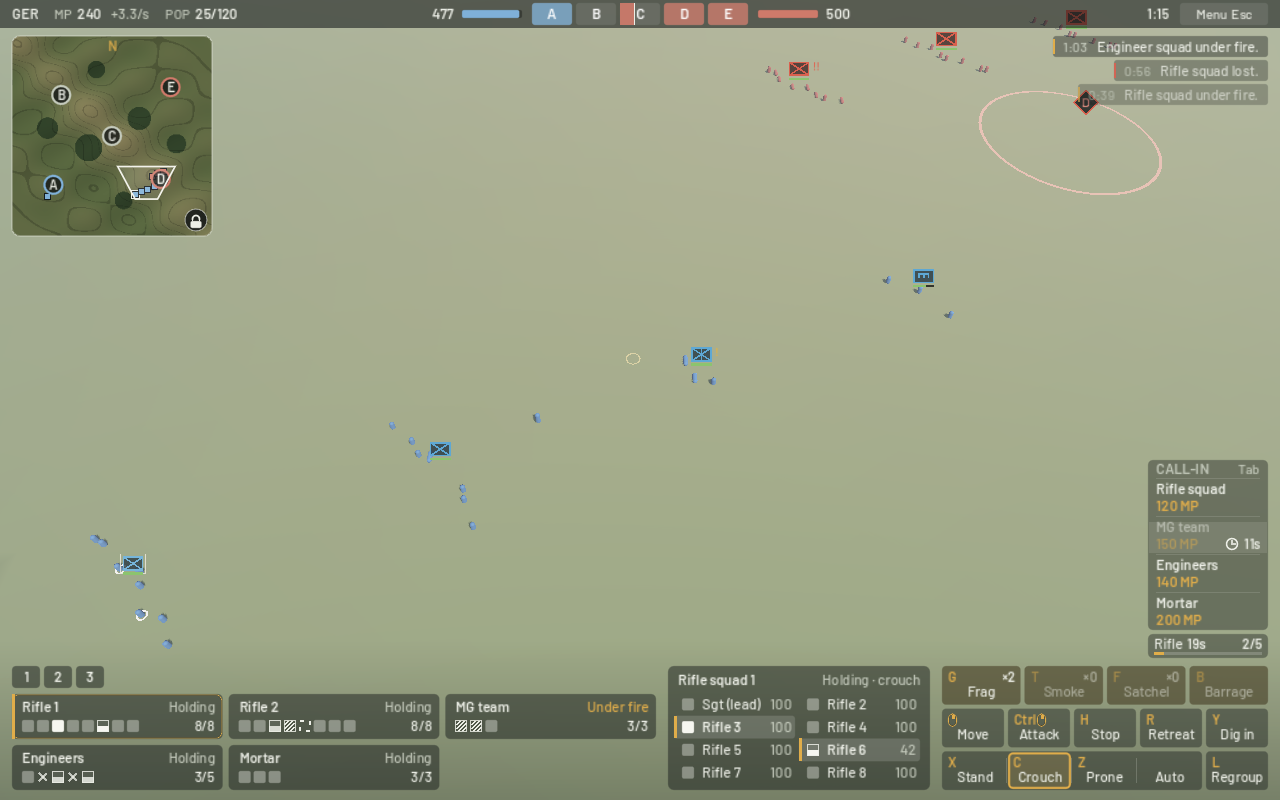 GER MP 240 +3.3/s POP 25/120
477 A B C D E 500
1:15 Menu Esc
1:03 Engineer squad under fire.
0:56 Rifle squad lost.
0:39 Rifle squad under fire.
N
B
E
C
A
D
D
!!
E
CALL-IN Tab
Rifle squad
120 MP
MG team
150 MP 11s
Engineers
140 MP
Mortar
200 MP
Rifle 19s 2/5
1 2 3
Rifle 1 Holding
8/8
Rifle 2 Holding
8/8
MG team Under fire
3/3
Engineers Holding
3/5
Mortar Holding
3/3
Rifle squad 1 Holding · crouch
Sgt (lead) 100 Rifle 2 100
Rifle 3 100 Rifle 4 100
Rifle 5 100 Rifle 6 42
Rifle 7 100 Rifle 8 100
G ×2 Frag
T ×0 Smoke
F ×0 Satchel
B Barrage
Move
Ctrl Attack
H Stop
R Retreat
Y Dig in
X Stand
C Crouch
Z Prone
Auto
L Regroup